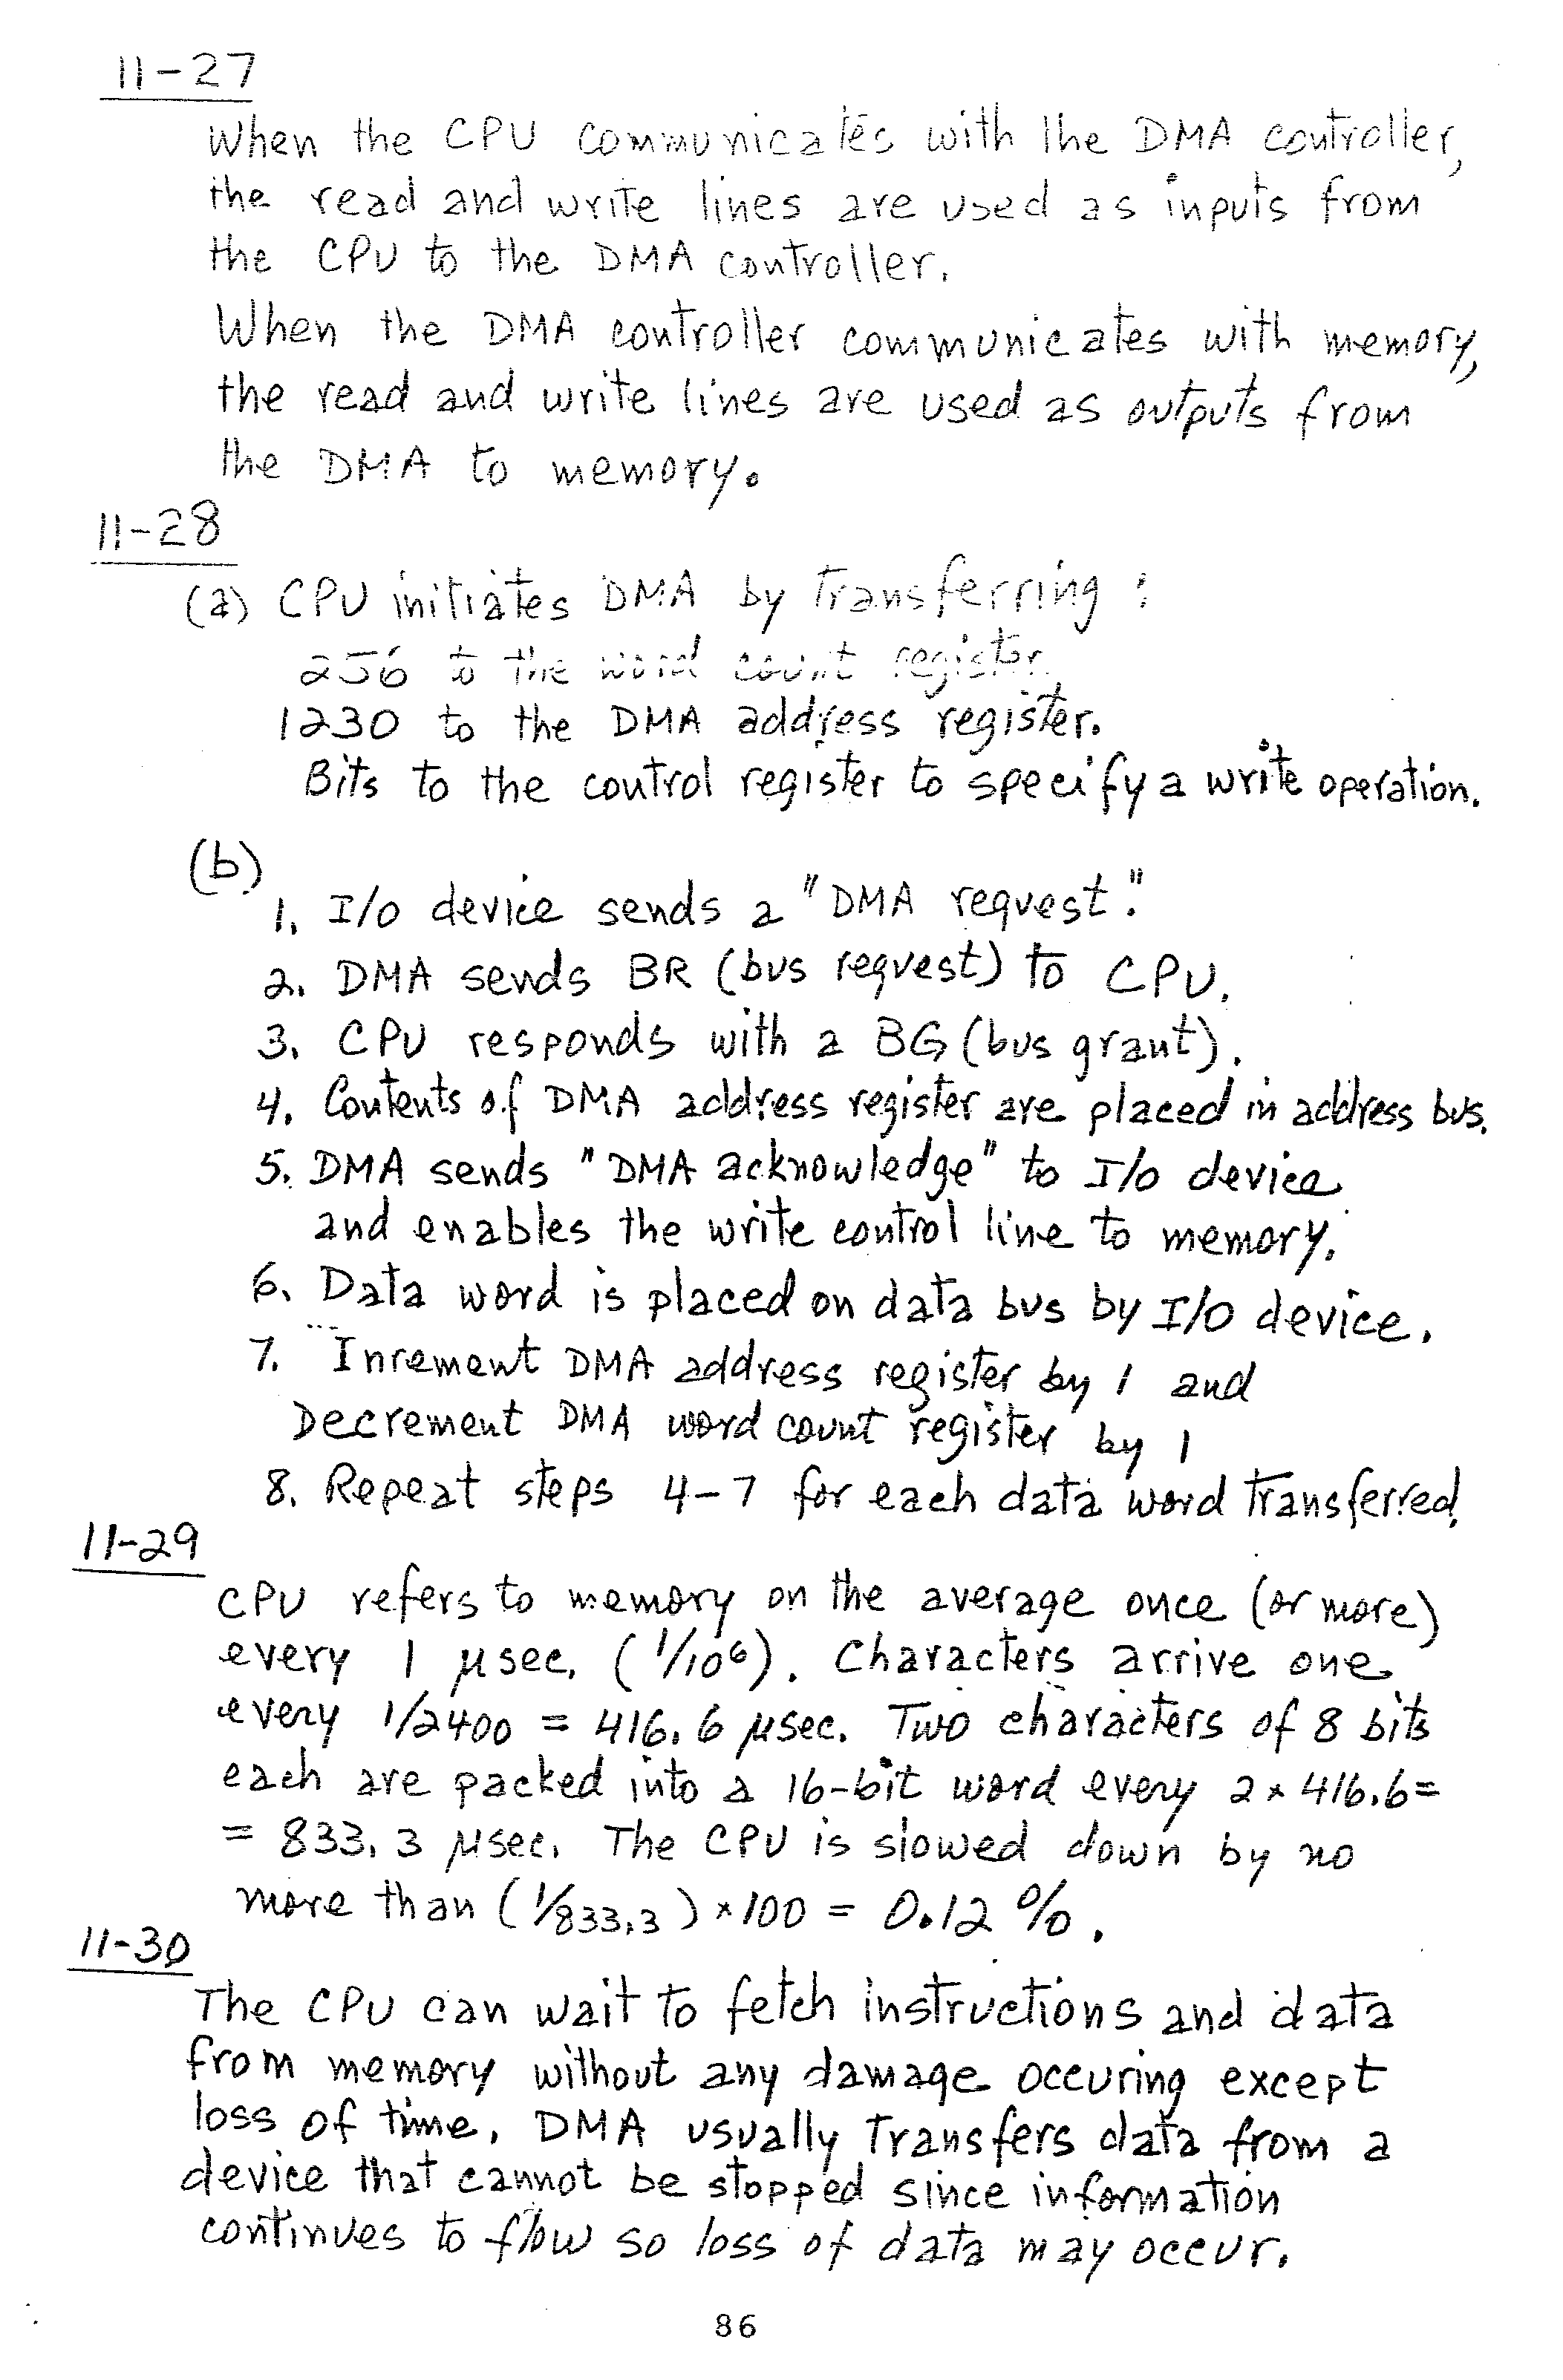 11-27
When the CPU communicates with the DMA controller,
the read and write lines are used as inputs from
the CPU to the DMA controller.
When the DMA controller communicates with memory,
the read and write lines are used as outputs from
the DMA to memory.
11-28
(a) CPU initiates DMA by transferring :
256 to the word count register.
1230 to the DMA address register.
Bits to the control register to specify a write operation.
(b)
1. I/O device sends a "DMA request."
2. DMA sends BR (bus request) to CPU.
3. CPU responds with a BG (bus grant).
4. Contents of DMA address register are placed in address bus.
5. DMA sends "DMA acknowledge" to I/O device
and enables the write control line to memory.
6. Data word is placed on data bus by I/O device.
7. Inrement DMA address register by 1 and
Decrement DMA word count register by 1
8. Repeat steps 4-7 for each data word transferred.
11-29
CPU refers to memory on the average once (or more)
every 1 μsec. (1/10⁶). Characters arrive one
every 1/2400 = 416.6 μsec. Two characters of 8 bits
each are packed into a 16-bit word every 2 × 416.6 =
= 833.3 μsec. The CPU is slowed down by no
more than (1/833.3) × 100 = 0.12 %.
11-30
The CPU can wait to fetch instructions and data
from memory without any damage occuring except
loss of time. DMA usually transfers data from a
device that cannot be stopped since information
continues to flow so loss of data may occur.
86